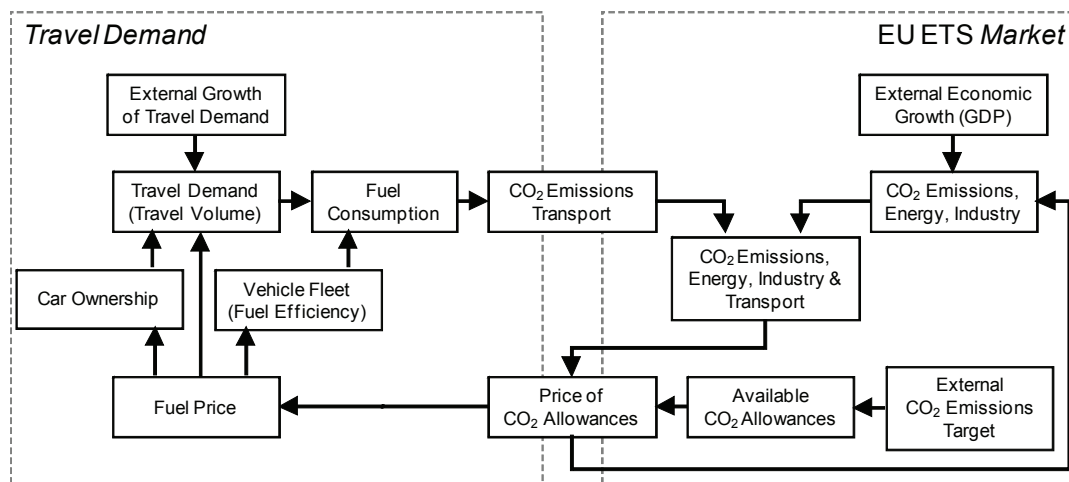 Travel Demand
EU ETS Market
External Growth
of Travel Demand
External Economic
Growth (GDP)
Travel Demand
(Travel Volume)
Fuel
Consumption
CO₂ Emissions
Transport
CO₂ Emissions,
Energy, Industry
CO₂ Emissions,
Energy, Industry &
Transport
Car Ownership
Vehicle Fleet
(Fuel Efficiency)
Fuel Price
Price of
CO₂ Allowances
Available
CO₂ Allowances
External
CO₂ Emissions
Target